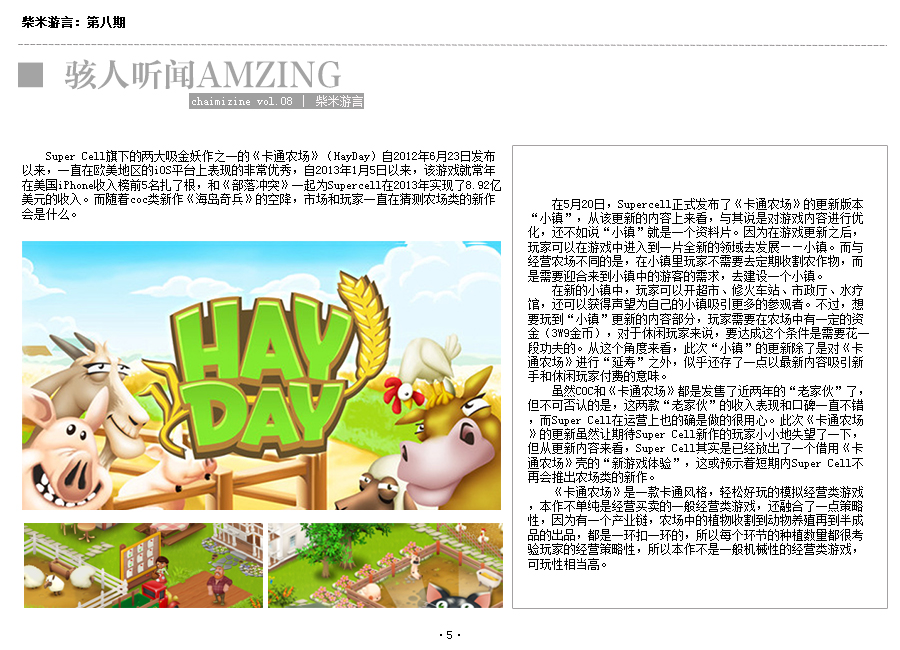 柴米游言：第八期
骇人听闻AMZING
chaimizine vol.08 | 柴米游言
Super Cell旗下的两大吸金妖作之一的《卡通农场》（HayDay）自2012年6月23日发布
以来，一直在欧美地区的iOS平台上表现的非常优秀，自2013年1月5日以来，该游戏就常年
在美国iPhone收入榜前5名扎了根，和《部落冲突》一起为Supercell在2013年实现了8.92亿
美元的收入。而随着coc类新作《海岛奇兵》的空降，市场和玩家一直在猜测农场类的新作
会是什么。
HAY
DAY
在5月20日，Supercell正式发布了《卡通农场》的更新版本
“小镇”，从该更新的内容上来看，与其说是对游戏内容进行优
化，还不如说“小镇”就是一个资料片。因为在游戏更新之后，
玩家可以在游戏中进入到一片全新的领域去发展——小镇。而与
经营农场不同的是，在小镇里玩家不需要去定期收割农作物，而
是需要迎合来到小镇中的游客的需求，去建设一个小镇。
在新的小镇中，玩家可以开超市、修火车站、市政厅、水疗
馆，还可以获得声望为自己的小镇吸引更多的参观者。不过，想
要玩到“小镇”更新的内容部分，玩家需要在农场中有一定的资
金（3W9金币），对于休闲玩家来说，要达成这个条件是需要花一
段功夫的。从这个角度来看，此次“小镇”的更新除了是对《卡
通农场》进行“延寿”之外，似乎还存了一点以最新内容吸引新
手和休闲玩家付费的意味。
虽然COC和《卡通农场》都是发售了近两年的“老家伙”了，
但不可否认的是，这两款“老家伙”的收入表现和口碑一直不错
，而Super Cell在运营上也的确是做的很用心。此次《卡通农场
》的更新虽然让期待Super Cell新作的玩家小小地失望了一下，
但从更新内容来看，Super Cell其实是已经放出了一个借用《卡
通农场》壳的“新游戏体验”，这或预示着短期内Super Cell不
再会推出农场类的新作。
《卡通农场》是一款卡通风格，轻松好玩的模拟经营类游戏
，本作不单纯是经营买卖的一般经营类游戏，还融合了一点策略
性，因为有一个产业链，农场中的植物收割到动物养殖再到半成
品的出品，都是一环扣一环的，所以每个环节的种植数量都很考
验玩家的经营策略性，所以本作不是一般机械性的经营类游戏，
可玩性相当高。
·5·